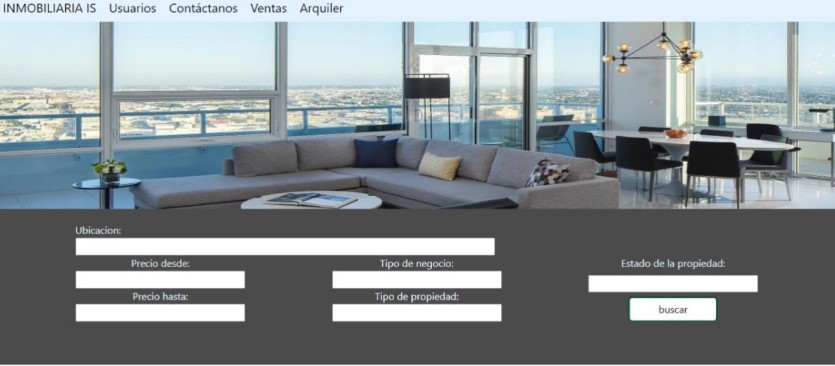 INMOBILIARIA IS Usuarios Contáctanos Ventas Arquiler
Ubicacion:
Precio desde: Tipo de negocio: Estado de la propiedad:
Precio hasta: Tipo de propiedad:
buscar